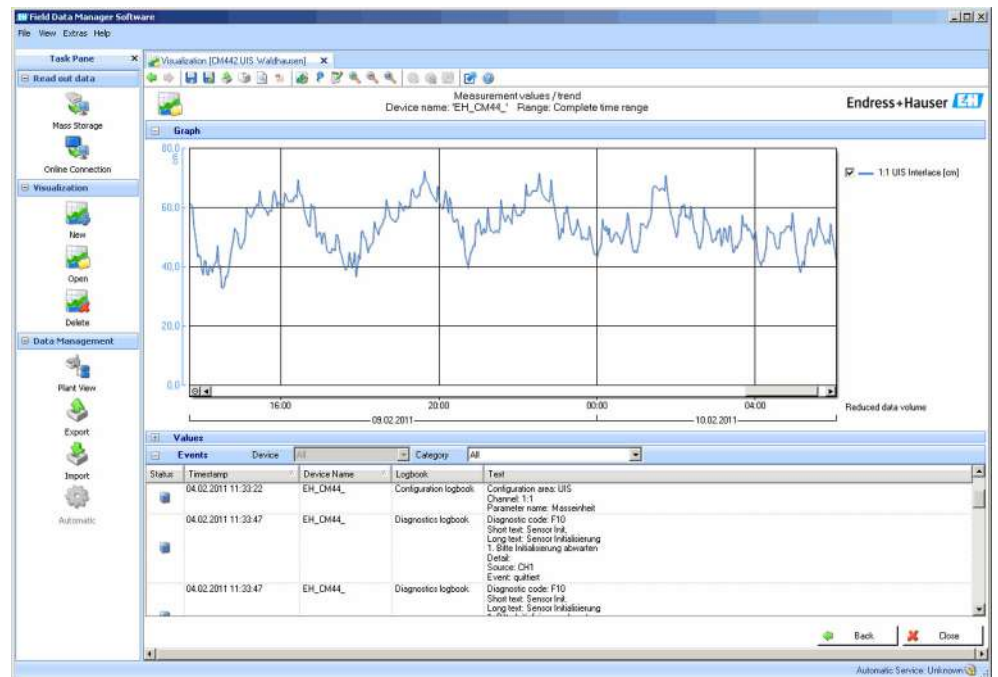 Field Data Manager Software
File View Extras Help
Task Pane
Visualization [CM442 UIS Waldhausen]
Read out data
Mass Storage
Online Connection
Visualization
New
Open
Delete
Data Management
Plant View
Export
Import
Automatic
Measurement values / trend
Device name: 'EH_CM44_' Range: Complete time range
Endress+Hauser EH
Graph
80.0
60.0
40.0
20.0
0.0
cm
1:1 UIS Interface [cm]
16:00 20:00 00:00 04:00
09.02.2011 10.02.2011
Reduced data volume
Values
Events Device All Category All
Status Timestamp Device Name Logbook Text
04.02.2011 11:33:22 EH_CM44_ Configuration logbook Configuration area: UIS
Channel: 1:1
Parameter name: Masseinheit
04.02.2011 11:33:47 EH_CM44_ Diagnostics logbook Diagnostic code: F10
Short text: Sensor Init.
Long text: Sensor Initialisierung
1. Bitte Initialisierung abwarten
Detail:
Source: CH1
Event: quittiert
04.02.2011 11:33:47 EH_CM44_ Diagnostics logbook Diagnostic code: F10
Short text: Sensor Init.
Long text: Sensor Initialisierung
Back Close
Automatic Service: Unknown